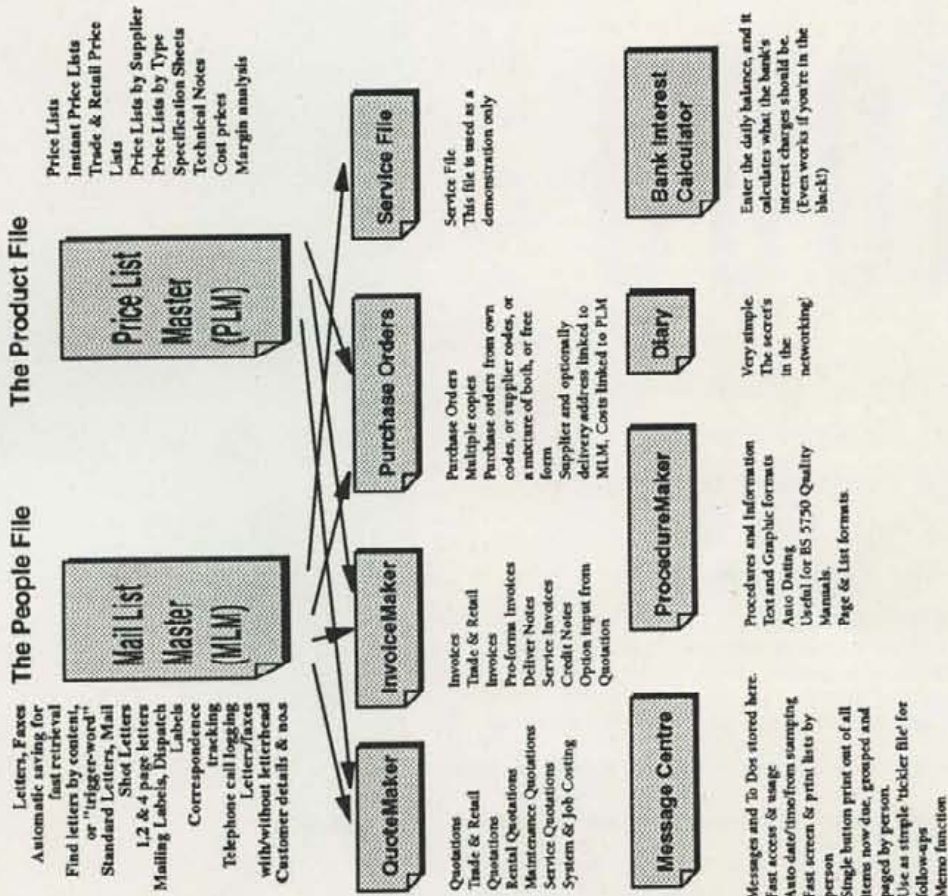 The People File
The Product File
Letters, Faxes
Automatic saving for
fast retrieval
Find letters by content,
or "trigger-word"
Standard Letters, Mail
Shot Letters
1,2 & 4 page letters
Mailing Labels, Dispatch
Labels
Correspondence
tracking
Telephone call logging
Letters/faxes
with/without letterhead
Customer details & no.s
Mail List
Master
(MLM)
Price List
Master
(PLM)
Price Lists
Instant Price Lists
Trade & Retail Price
Lists
Price Lists by Supplier
Price Lists by Type
Specification Sheets
Technical Notes
Cost prices
Margin analysis
QuoteMaker
InvoiceMaker
Purchase Orders
Service File
Quotations
Trade & Retail
Quotations
Rental Quotations
Maintenance Quotations
Service Quotations
System & Job Costing
Invoices
Trade & Retail
Invoices
Pro-forma Invoices
Deliver Notes
Service Invoices
Credit Notes
Option input from
Quotation
Purchase Orders
Multiple copies
Purchase orders from own
codes, or supplier codes, or
a mixture of both, or free
form
Supplier and optionally
delivery address linked to
MLM. Costs linked to PLM
Service File
This file is used as a
demonstration only
Message Centre
ProcedureMaker
Diary
Bank Interest
Calculator
Messages and To Dos stored here.
Fast access & usage
Auto date/time/from stamping
Fast screen & print lists by
person
Single button print out of all
items now due, grouped and
paged by person.
Use as simple 'tickler file' for
follow-ups
Memo function
Procedures and Information
Text and Graphic formats
Auto Dating
Useful for BS 5750 Quality
Manuals.
Page & List formats.
Very simple.
The secret's
in the
networking!
Enter the daily balance, and it
calculates what the bank's
interest charges should be.
(Even works if you're in the
black!)